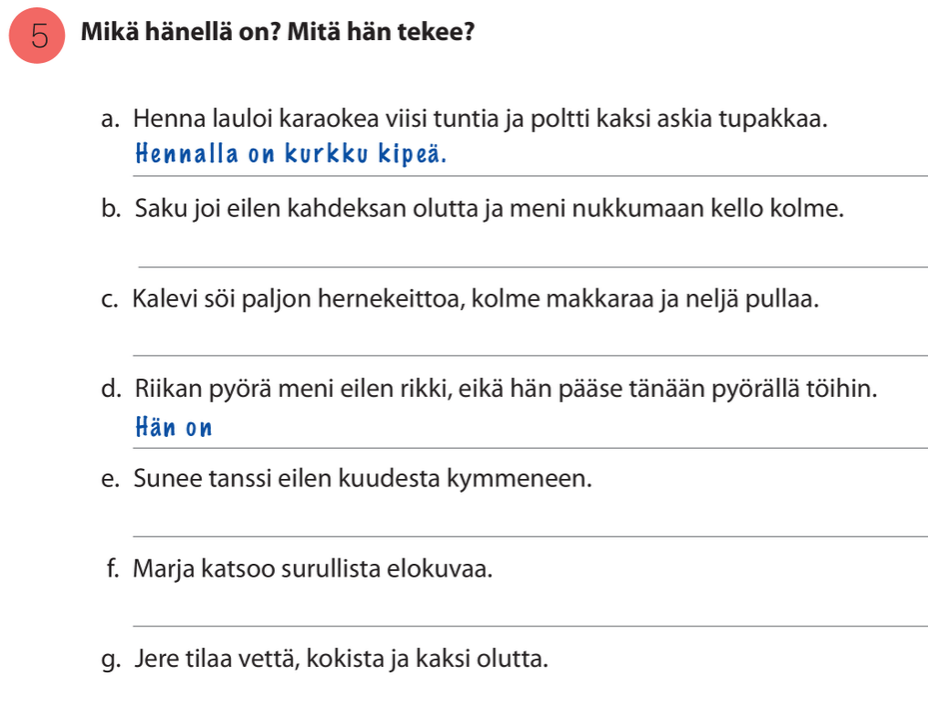 5 Mikä hänellä on? Mitä hän tekee?
a. Henna lauloi karaokea viisi tuntia ja poltti kaksi askia tupakkaa.
Hennalla on kurkku kipeä.
b. Saku joi eilen kahdeksan olutta ja meni nukkumaan kello kolme.
c. Kalevi söi paljon hernekeittoa, kolme makkaraa ja neljä pullaa.
d. Riikan pyörä meni eilen rikki, eikä hän pääse tänään pyörällä töihin.
Hän on
e. Sunee tanssi eilen kuudesta kymmeneen.
f. Marja katsoo surullista elokuvaa.
g. Jere tilaa vettä, kokista ja kaksi olutta.